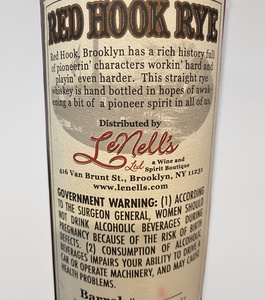 RED HOOK RYE
Red Hook, Brooklyn has a rich history full
of pioneerin' characters workin' hard and
playin' even harder. This straight rye
whiskey is hand bottled in hopes of awak-
ening a bit of a pioneer spirit in all of us.
Distributed by
LeNell's
Ltd
a Wine and
Spirit Boutique
416 Van Brunt St., Brooklyn, NY 11231
www.lenells.com
GOVERNMENT WARNING: (1) ACCORDING
TO THE SURGEON GENERAL, WOMEN SHOULD
NOT DRINK ALCOHOLIC BEVERAGES DURING
PREGNANCY BECAUSE OF THE RISK OF BIRTH
DEFECTS. (2) CONSUMPTION OF ALCOHOLIC
BEVERAGES IMPAIRS YOUR ABILITY TO DRIVE A
CAR OR OPERATE MACHINERY, AND MAY CAUSE
HEALTH PROBLEMS.
Barrel